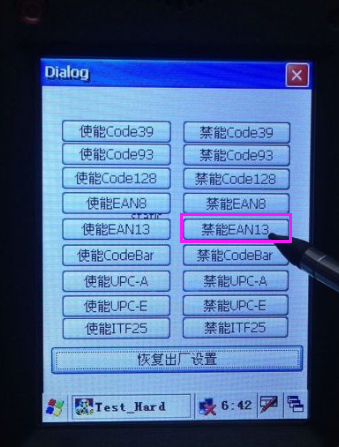 Dialog
使能Code39 禁能Code39
使能Code93 禁能Code93
使能Code128 禁能Code128
使能EAN8 禁能EAN8
static
使能EAN13 禁能EAN13
使能CodeBar 禁能CodeBar
使能UPC-A 禁能UPC-A
使能UPC-E 禁能UPC-E
使能ITF25 禁能ITF25
恢复出厂设置
Test_Hard 6:42